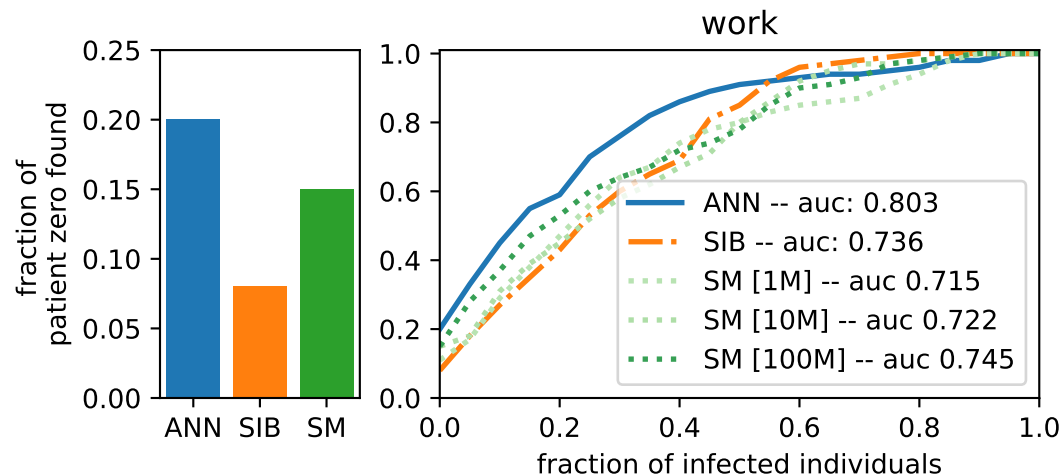 work
fraction of
patient zero found
0.25
0.20
0.15
0.10
0.05
0.00
ANN SIB SM
1.0
0.8
0.6
0.4
0.2
0.0
ANN -- auc: 0.803
SIB -- auc: 0.736
SM [1M] -- auc 0.715
SM [10M] -- auc 0.722
SM [100M] -- auc 0.745
0.0 0.2 0.4 0.6 0.8 1.0
fraction of infected individuals